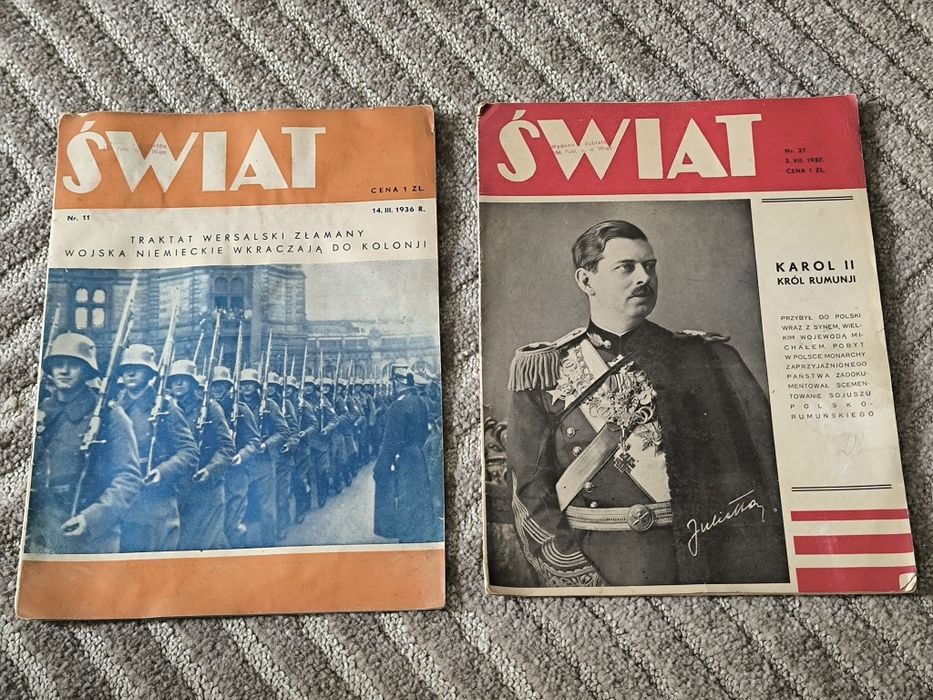 ŚWIAT
CENA 1 ZŁ.
Nr. 11
14. III. 1936 R.
TRAKTAT WERSALSKI ZŁAMANY
WOJSKA NIEMIECKIE WKRACZAJĄ DO KOLONJI
ŚWIAT
Nr. 27
3. VII. 1937.
CENA 1 ZŁ.
KAROL II
KRÓL RUMUNJI
PRZYBYŁ DO POLSKI
WRAZ Z SYNEM, WIEL-
KIM WOJEWODĄ MI-
CHAŁEM. POBYT
W POLSCE MONARCHY
ZAPRZYJAŹNIONEGO
PAŃSTWA ZADOKU-
MENTOWAŁ SCEMEN-
TOWANIE SOJUSZU
POLSKO-
RUMUŃSKIEGO